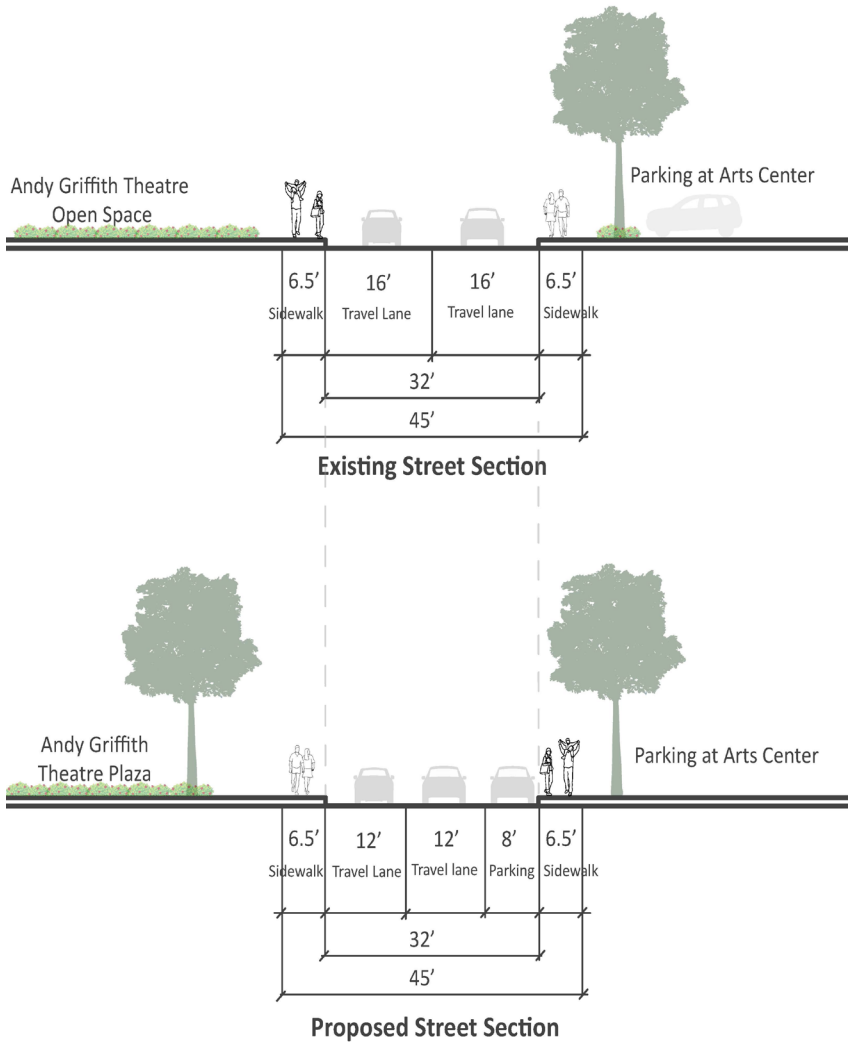 Andy Griffith Theatre
Open Space
Parking at Arts Center
6.5’ 16’ 16’ 6.5’
Sidewalk Travel Lane Travel lane Sidewalk
32’
45’
Existing Street Section
Andy Griffith
Theatre Plaza
Parking at Arts Center
6.5’ 12’ 12’ 8’ 6.5’
Sidewalk Travel Lane Travel lane Parking Sidewalk
32’
45’
Proposed Street Section